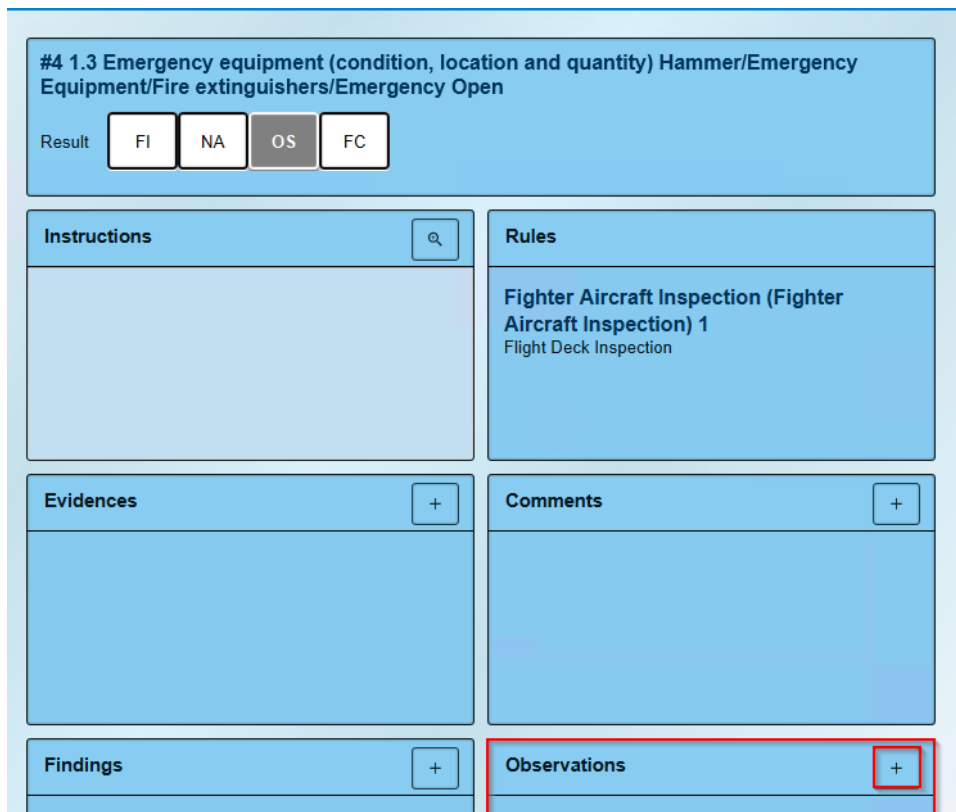 #4 1.3 Emergency equipment (condition, location and quantity) Hammer/Emergency
Equipment/Fire extinguishers/Emergency Open
Result FI NA OS FC
Instructions
Rules
Fighter Aircraft Inspection (Fighter
Aircraft Inspection) 1
Flight Deck Inspection
Evidences +
Comments +
Findings +
Observations +